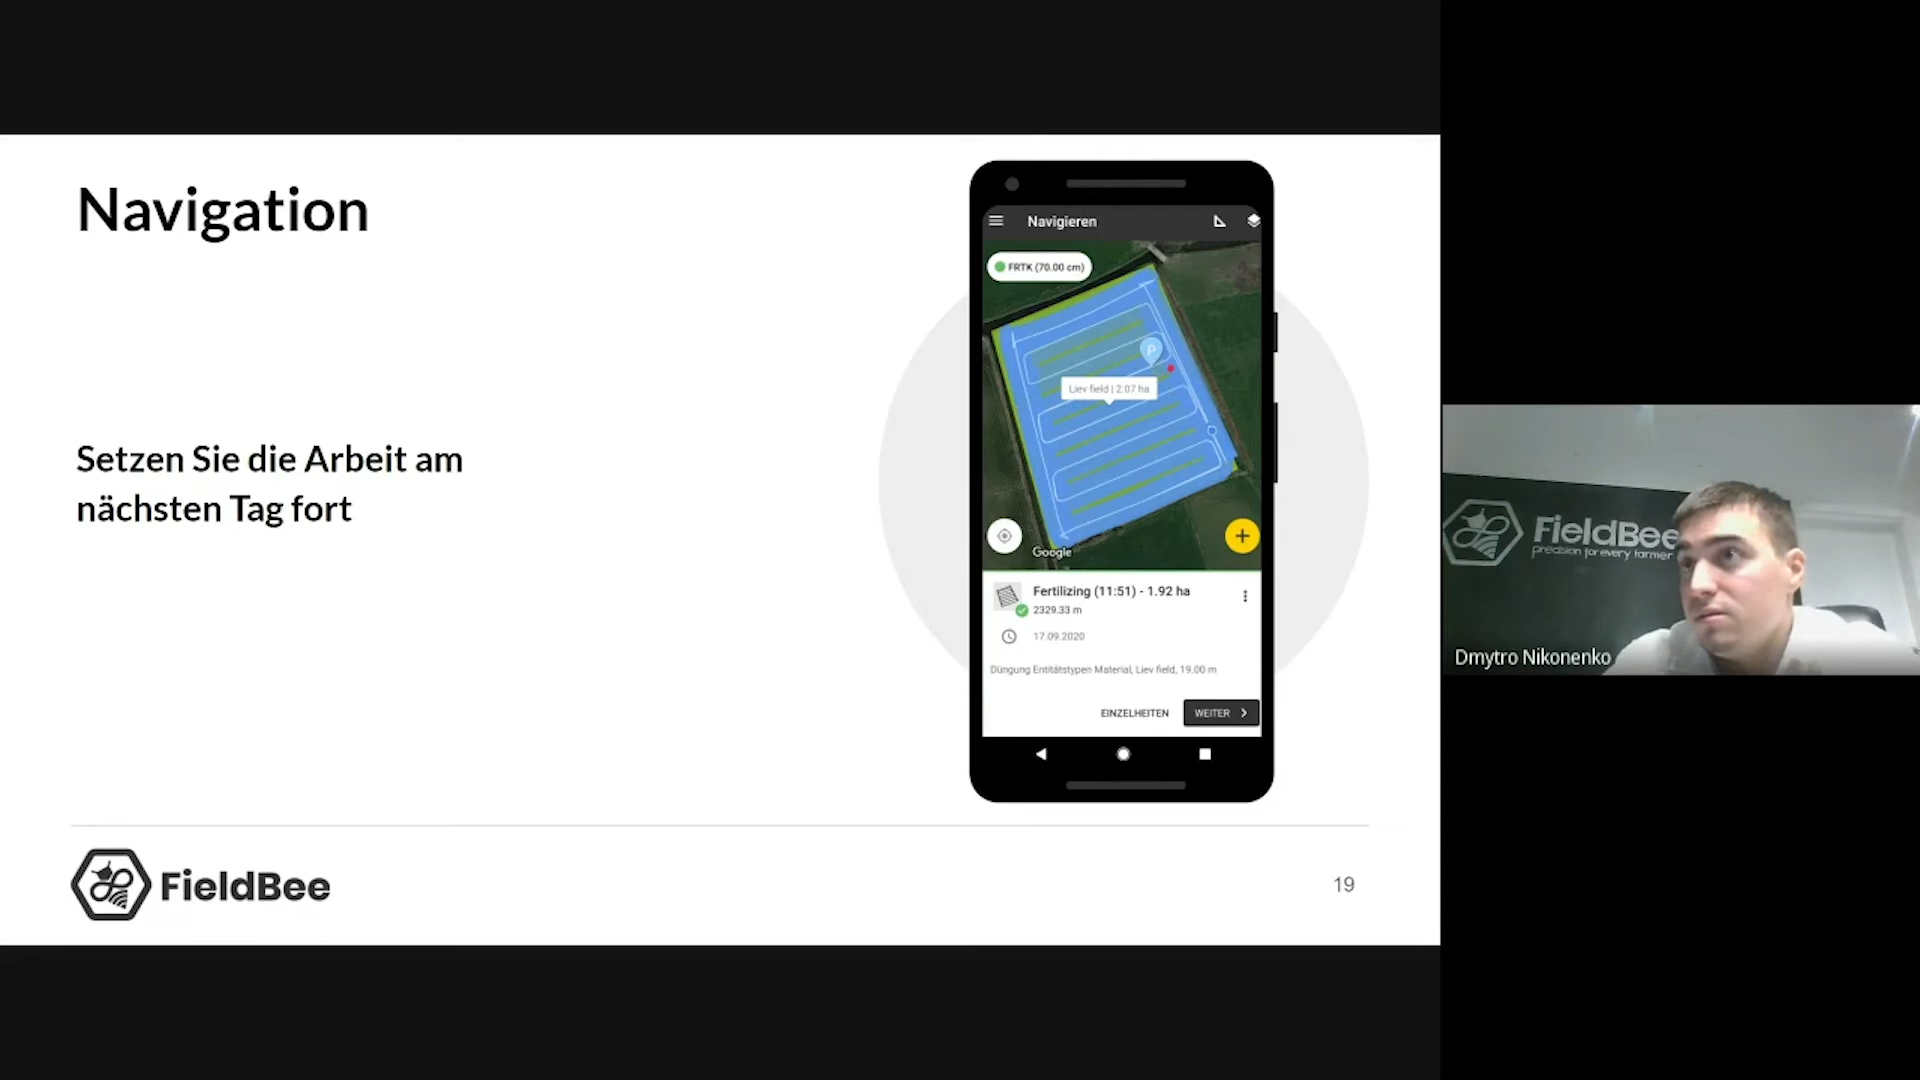 Navigation
Setzen Sie die Arbeit am
nächsten Tag fort
Navigieren
FRTK (70.00 cm)
P
Liev field | 2.07 ha
Google
Fertilizing (11:51) - 1.92 ha
2329.33 m
17.09.2020
Düngung Entitätstypen Material, Liev field, 19.00 m
EINZELHEITEN
WEITER
FieldBee
19
FieldBee
precision for every farmer
Dmytro Nikonenko